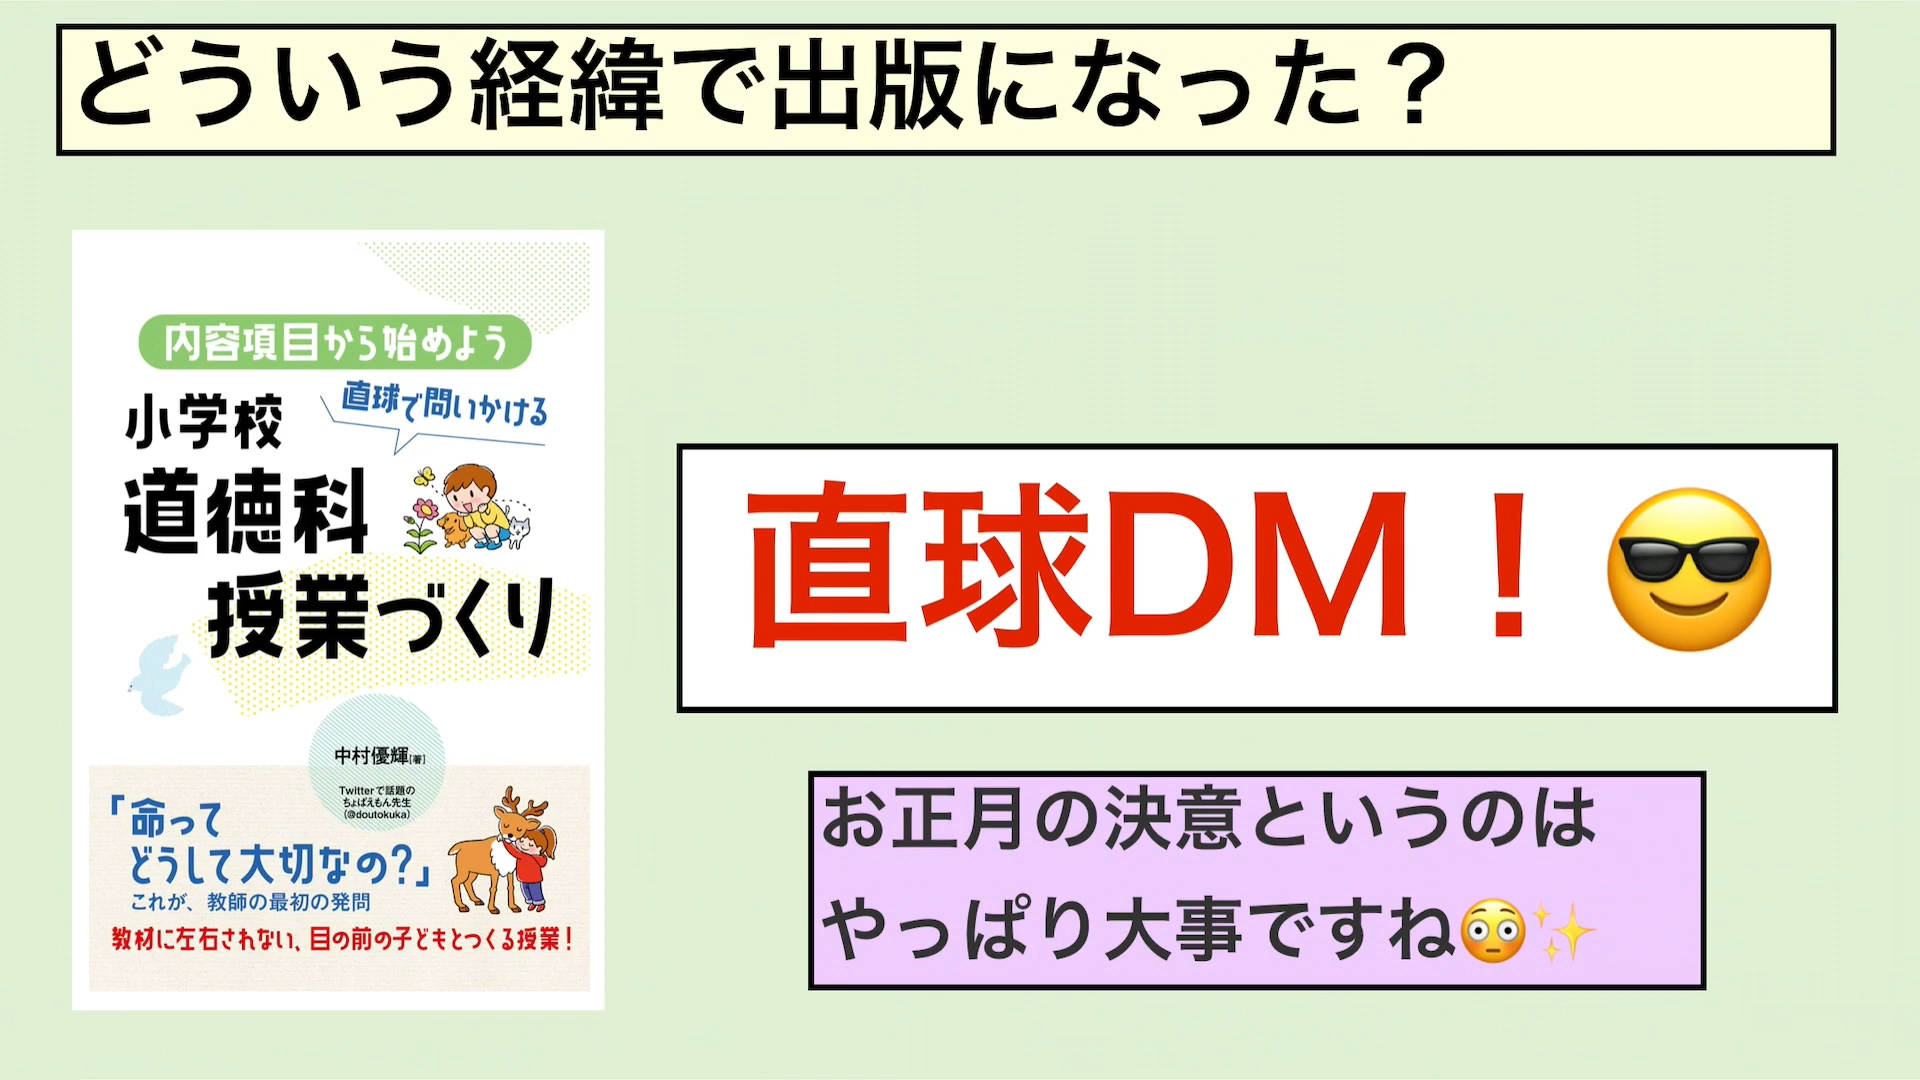 どういう経緯で出版になった？
内容項目から始めよう
直球で問いかける
小学校
道徳科
授業づくり
中村優輝[著]
Twitterで話題の
ちょぱえもん先生
(@doutokuka)
「命って
どうして大切なの?」
これが、教師の最初の発問
教材に左右されない、目の前の子どもとつくる授業！
直球DM！😎
お正月の決意というのは
やっぱり大事ですね😳✨